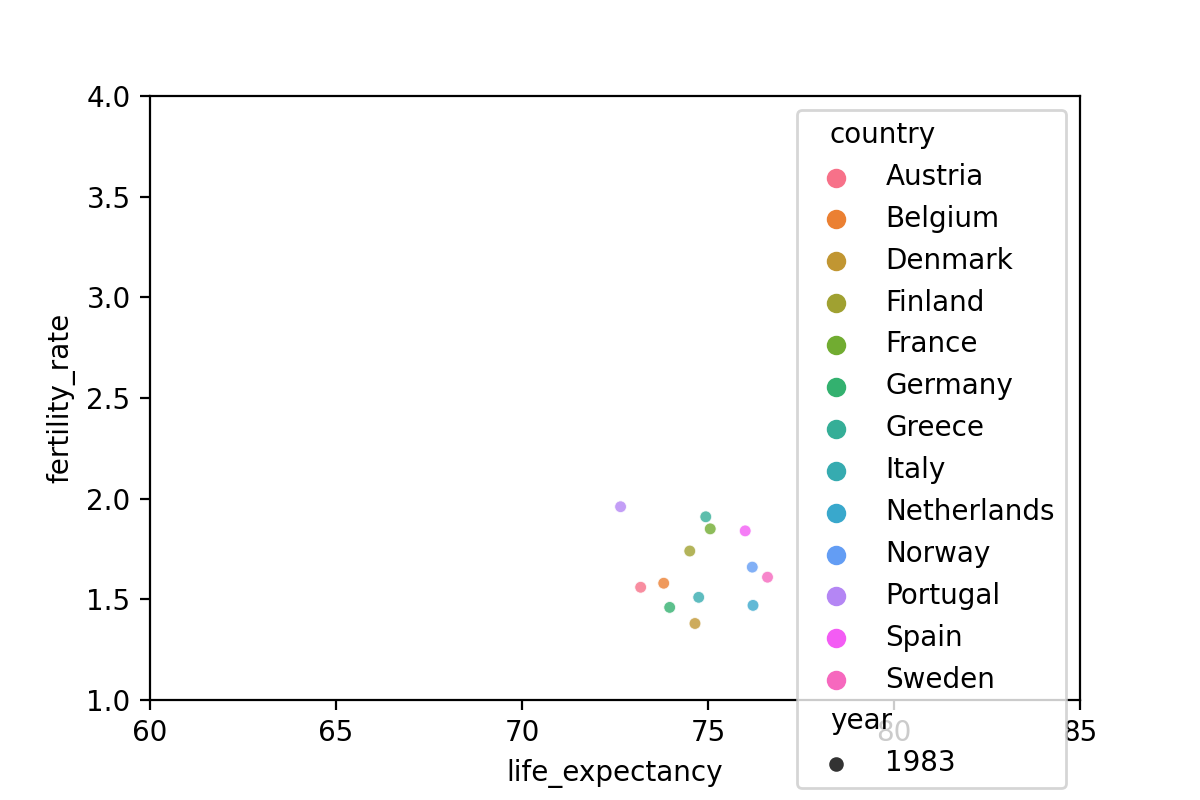 4.0
3.5
3.0
2.5
2.0
1.5
1.0
fertility_rate
60
65
70
75
80
85
life_expectancy
country
Austria
Belgium
Denmark
Finland
France
Germany
Greece
Italy
Netherlands
Norway
Portugal
Spain
Sweden
year
1983